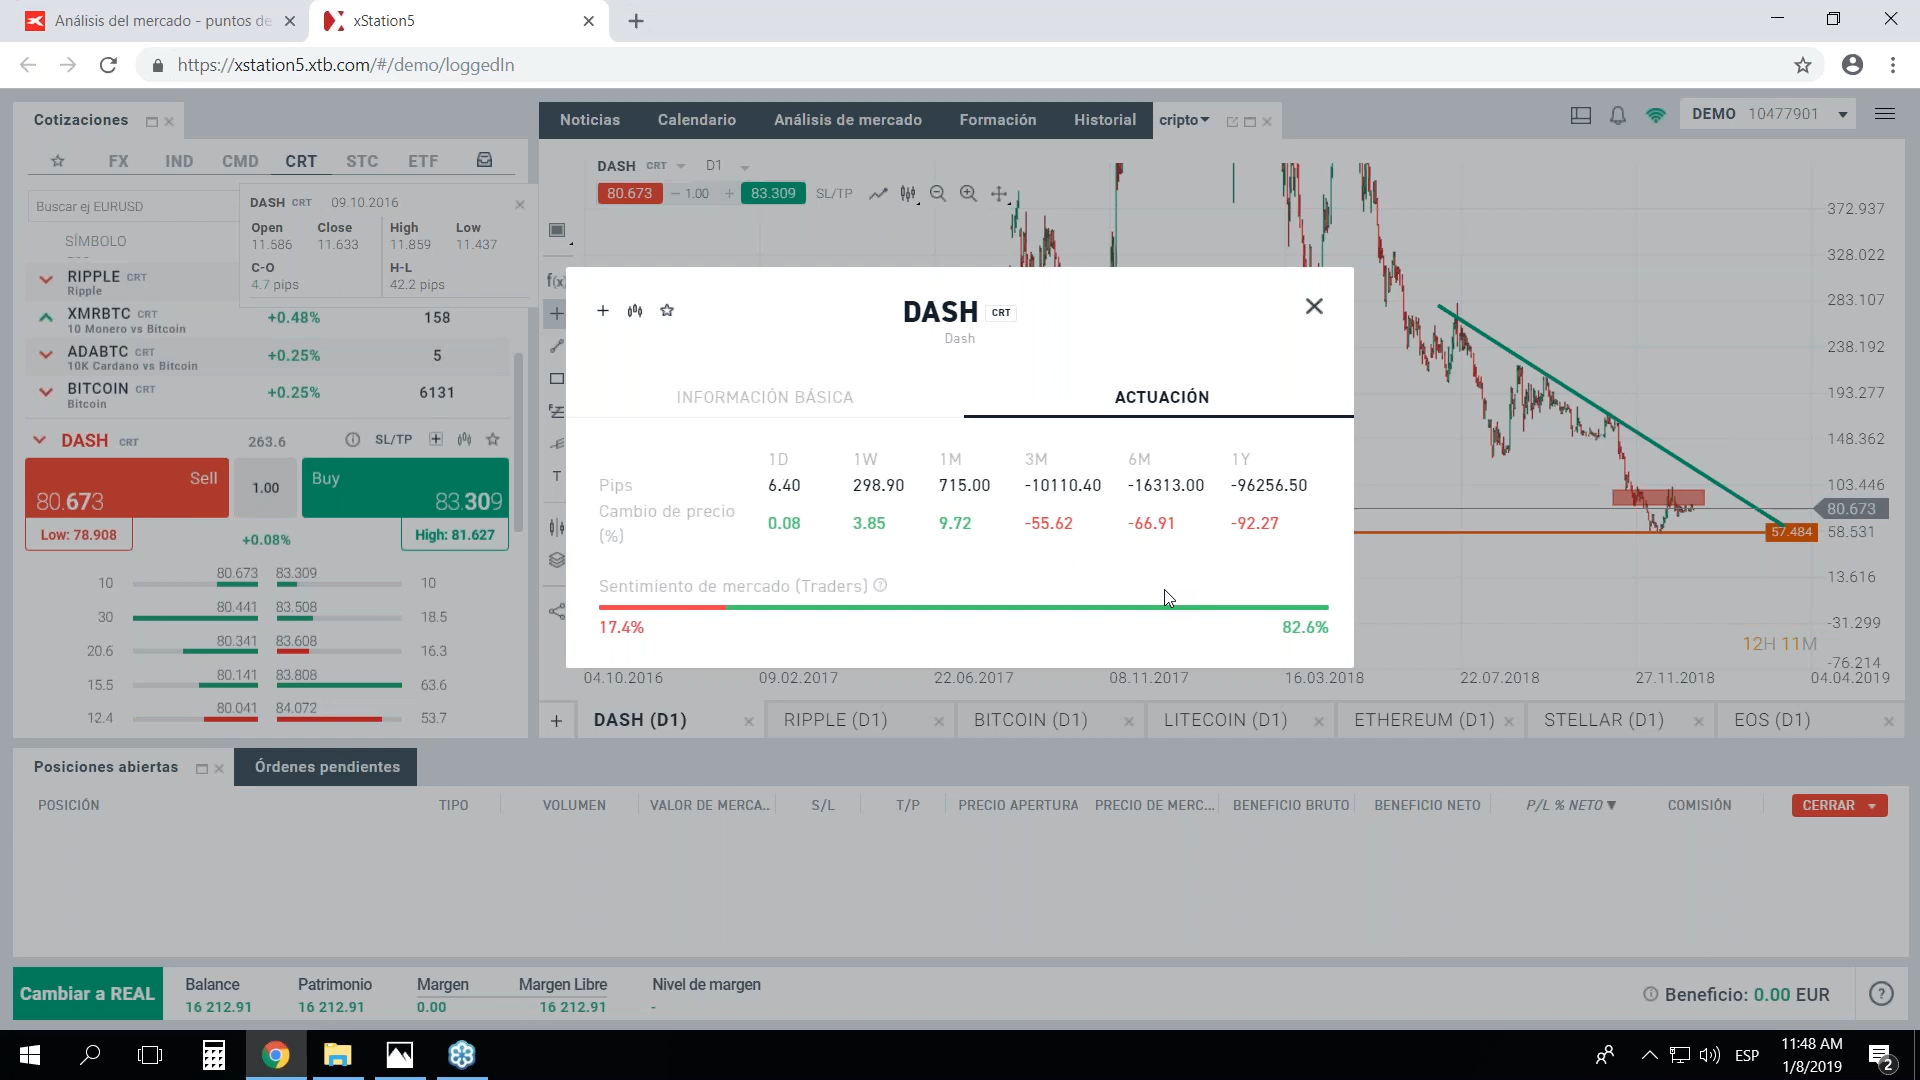 Análisis del mercado - puntos de
xStation5
https://xstation5.xtb.com/#/demo/loggedIn
Cotizaciones
FX IND CMD CRT STC ETF
Buscar ej EURUSD
SÍMBOLO
DASH CRT 09.10.2016
Open Close High Low
11.586 11.633 11.859 11.437
C-O H-L
4.7 pips 42.2 pips
RIPPLE CRT
Ripple
XMRBTC CRT +0.48% 158
10 Monero vs Bitcoin
ADABTC CRT +0.25% 5
10K Cardano vs Bitcoin
BITCOIN CRT +0.25% 6131
Bitcoin
DASH CRT 263.6 SL/TP
Sell 80.673
1.00
Buy 83.309
Low: 78.908 +0.08% High: 81.627
10 80.673 83.309 10
30 80.441 83.508 18.5
20.6 80.341 83.608 16.3
15.5 80.141 83.808 63.6
12.4 80.041 84.072 53.7
Noticias Calendario Análisis de mercado Formación Historial cripto
DEMO 10477901
DASH CRT D1
80.673 1.00 83.309 SL/TP
f(x)
T
DASH CRT
Dash
INFORMACIÓN BÁSICA ACTUACIÓN
1D 1W 1M 3M 6M 1Y
Pips 6.40 298.90 715.00 -10110.40 -16313.00 -96256.50
Cambio de precio (%) 0.08 3.85 9.72 -55.62 -66.91 -92.27
Sentimiento de mercado (Traders)
17.4% 82.6%
372.937
328.022
283.107
238.192
193.277
148.362
103.446
80.673
57.484 58.531
13.616
-31.299
12H 11M
-76.214
04.10.2016 09.02.2017 22.06.2017 08.11.2017 16.03.2018 22.07.2018 27.11.2018 04.04.2019
+ DASH (D1) RIPPLE (D1) BITCOIN (D1) LITECOIN (D1) ETHEREUM (D1) STELLAR (D1) EOS (D1)
Posiciones abiertas Órdenes pendientes
POSICIÓN TIPO VOLUMEN VALOR DE MERCA.. S/L T/P PRECIO APERTURA PRECIO DE MERC... BENEFICIO BRUTO BENEFICIO NETO P/L % NETO ▼ COMISIÓN CERRAR
Cambiar a REAL
Balance Patrimonio Margen Margen Libre Nivel de margen
16 212.91 16 212.91 0.00 16 212.91 -
Beneficio: 0.00 EUR
ESP
11:48 AM
1/8/2019
2